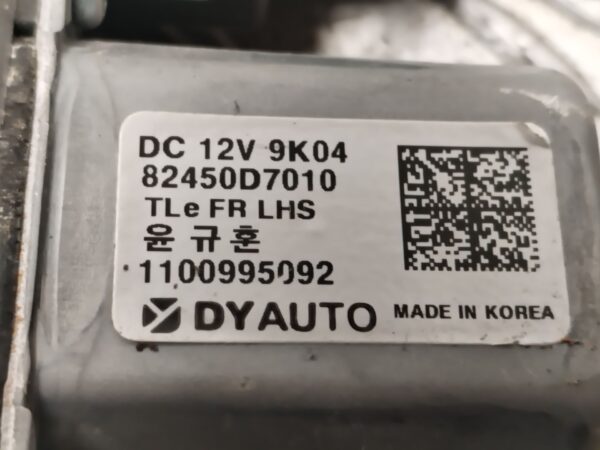 DC 12V 9K04
82450D7010
TLe FR LHS
윤 규 훈
1100995092
DYAUTO
MADE IN KOREA